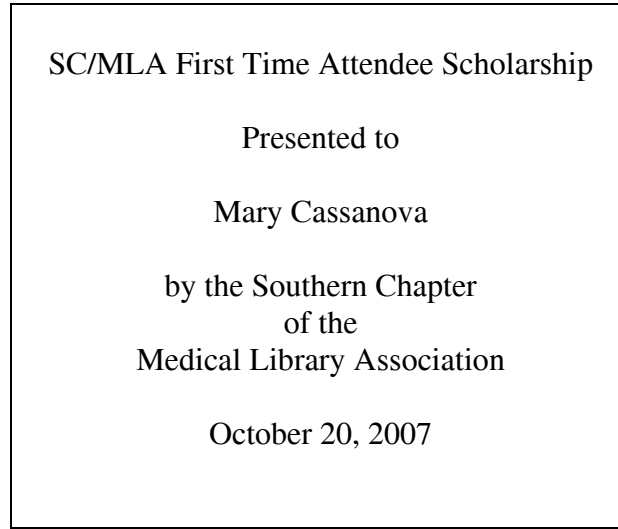 SC/MLA First Time Attendee Scholarship
Presented to
Mary Cassanova
by the Southern Chapter
of the
Medical Library Association
October 20, 2007